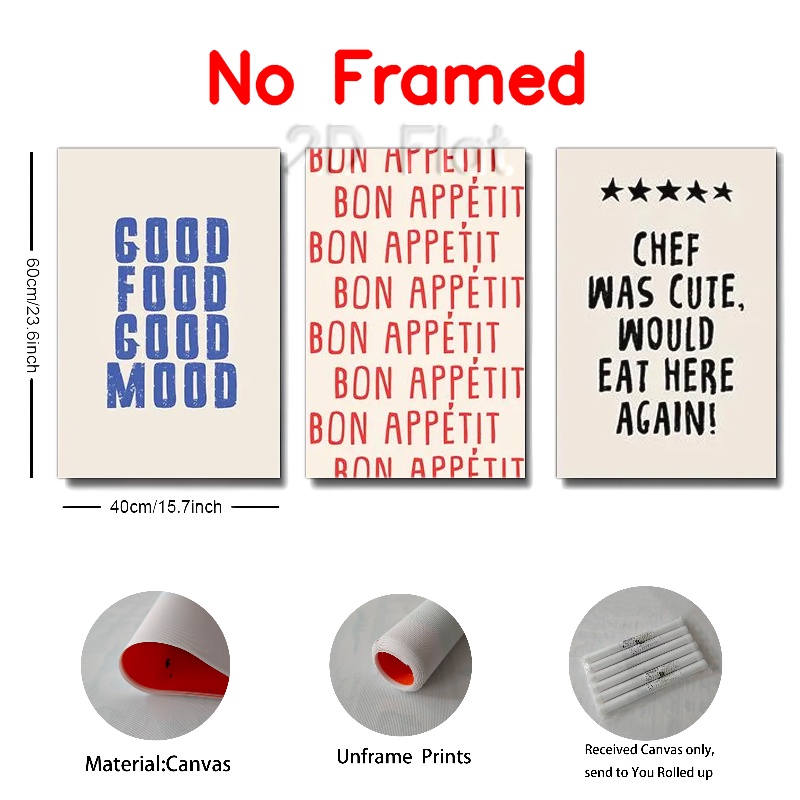 No Framed
2D Flat
GOOD
FOOD
GOOD
MOOD
BON APPÉTIT
BON APPÉTIT
BON APPÉTIT
BON APPÉTIT
BON APPÉTIT
BON APPÉTIT
BON APPÉTIT
BON APPÉTIT
★★★★★
CHEF
WAS CUTE,
WOULD
EAT HERE
AGAIN!
60cm/23.6inch
40cm/15.7inch
Material:Canvas
Unframe Prints
Received Canvas only,
send to You Rolled up